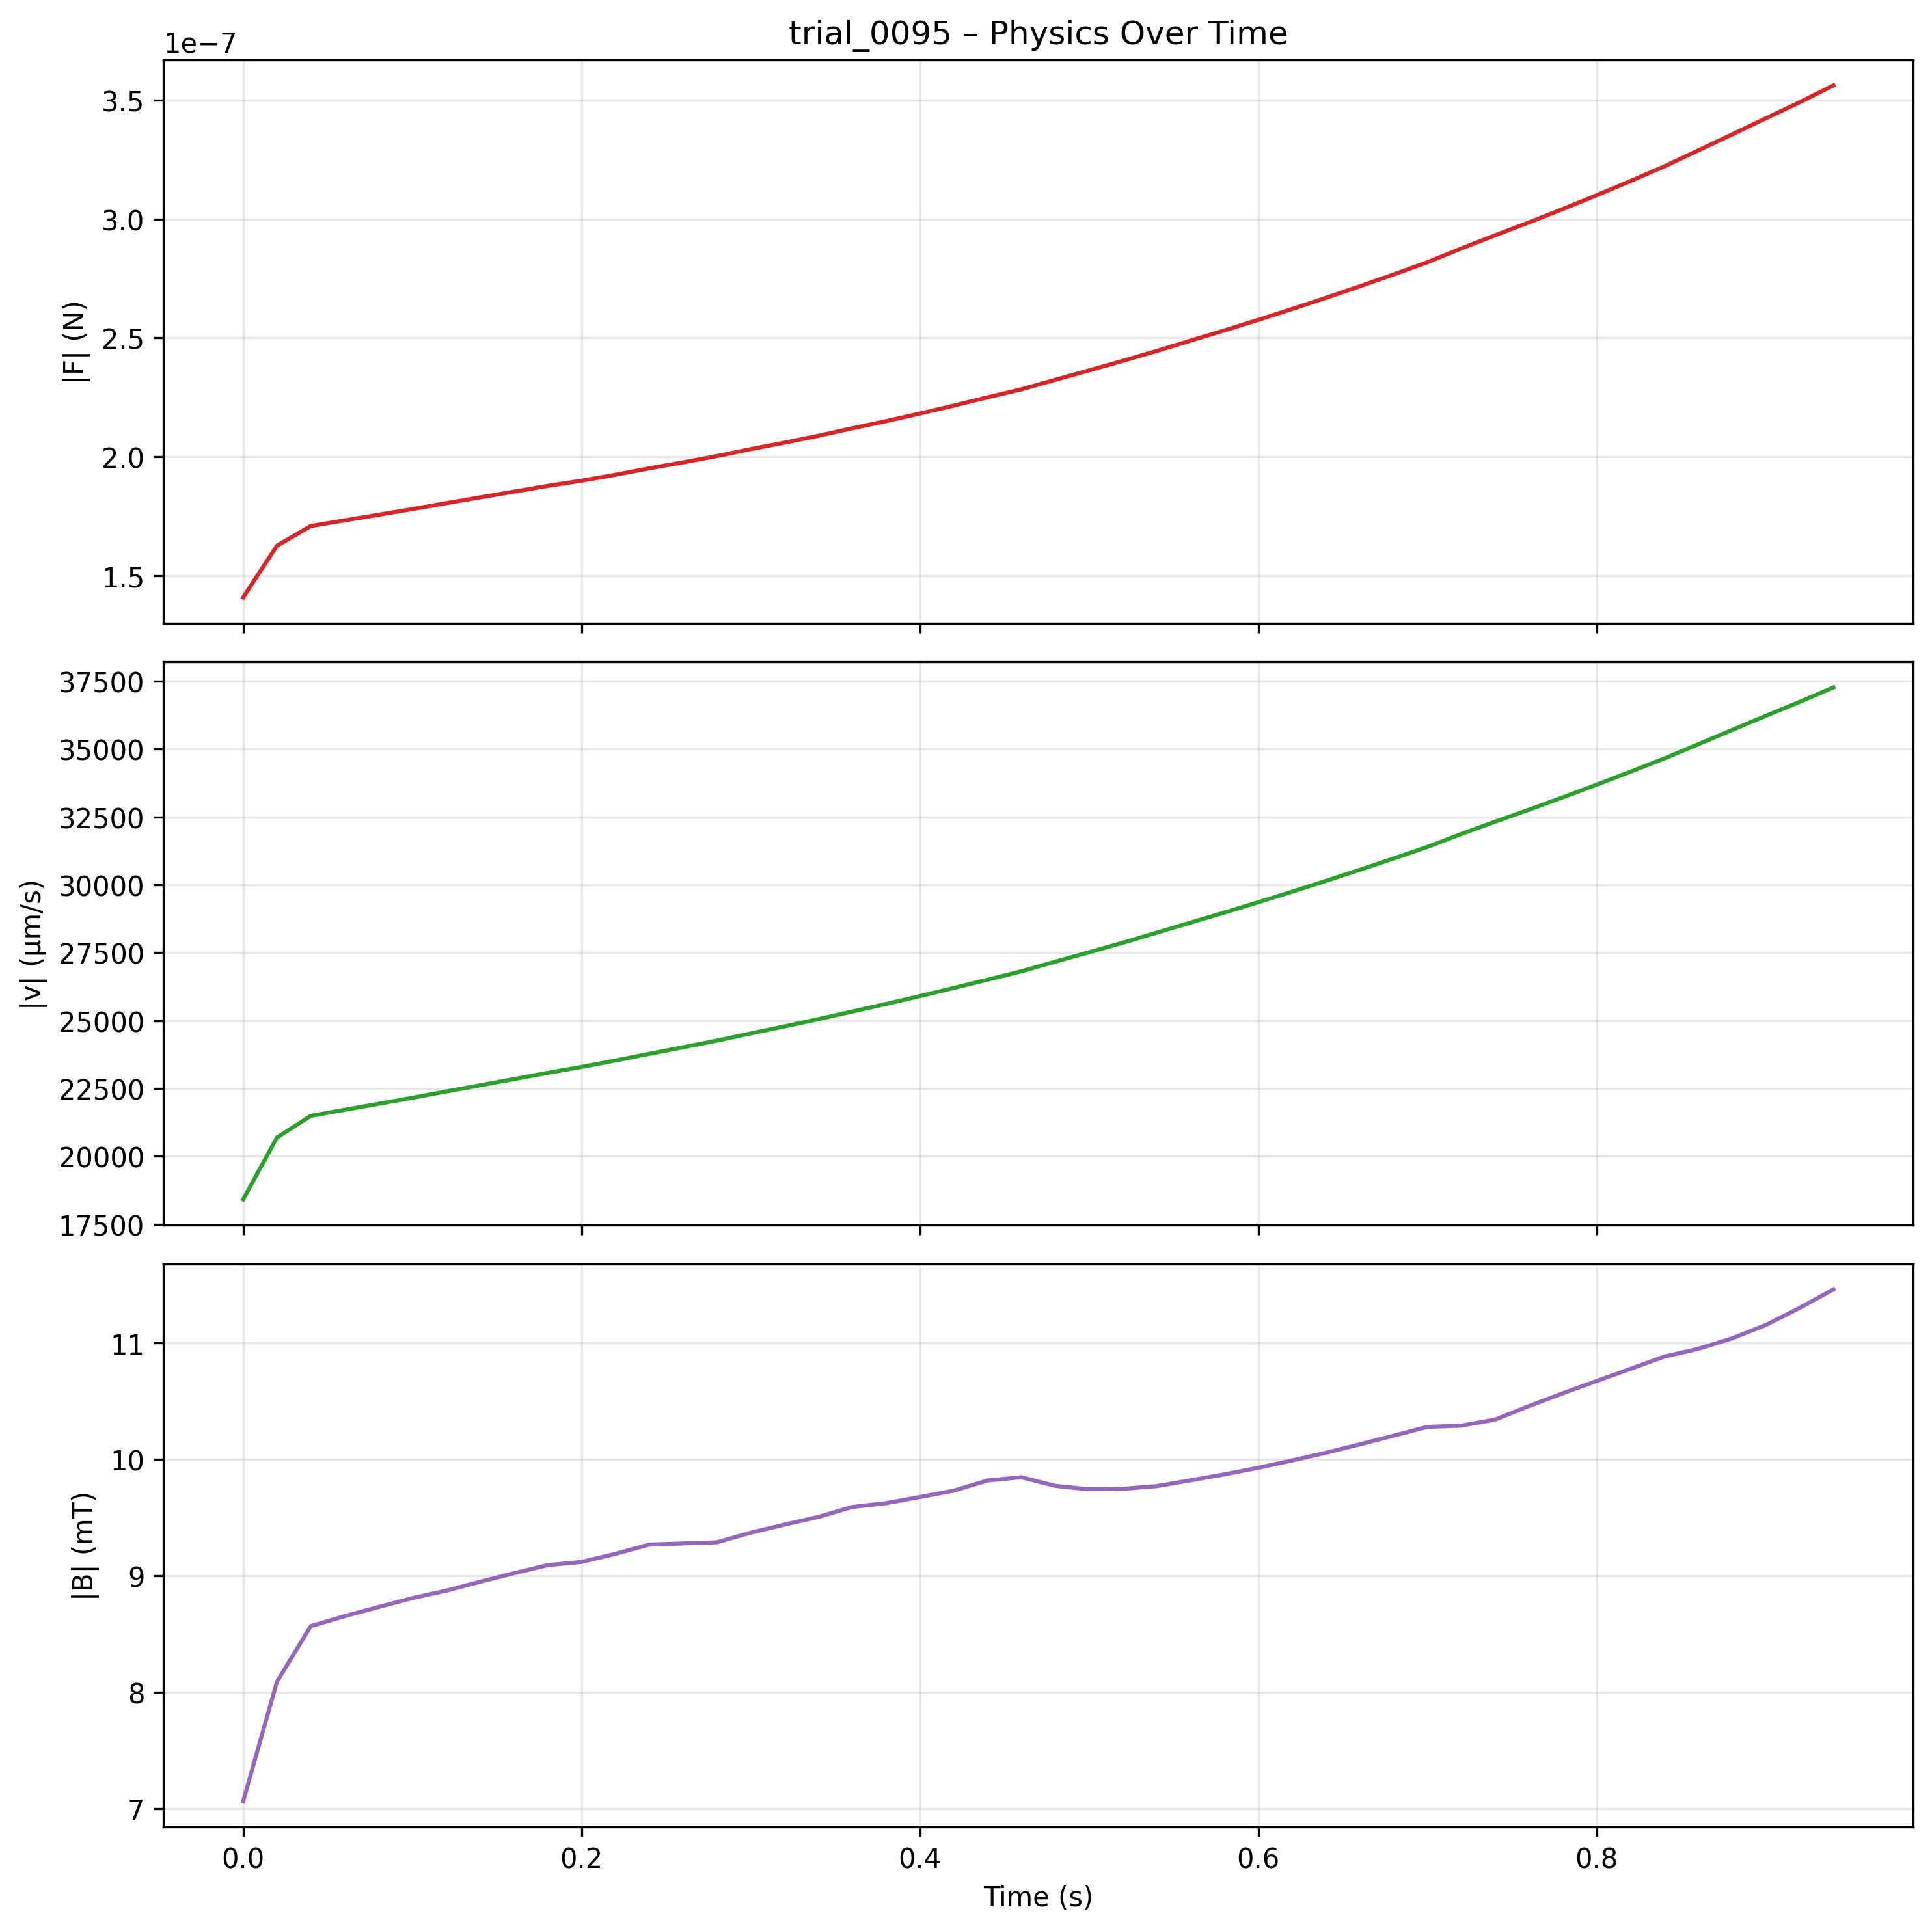 trial_0095 – Physics Over Time
1e−7
3.5
3.0
2.5
2.0
1.5
|F| (N)
37500
35000
32500
30000
27500
25000
22500
20000
17500
|v| (µm/s)
11
10
9
8
7
|B| (mT)
0.0 0.2 0.4 0.6 0.8
Time (s)